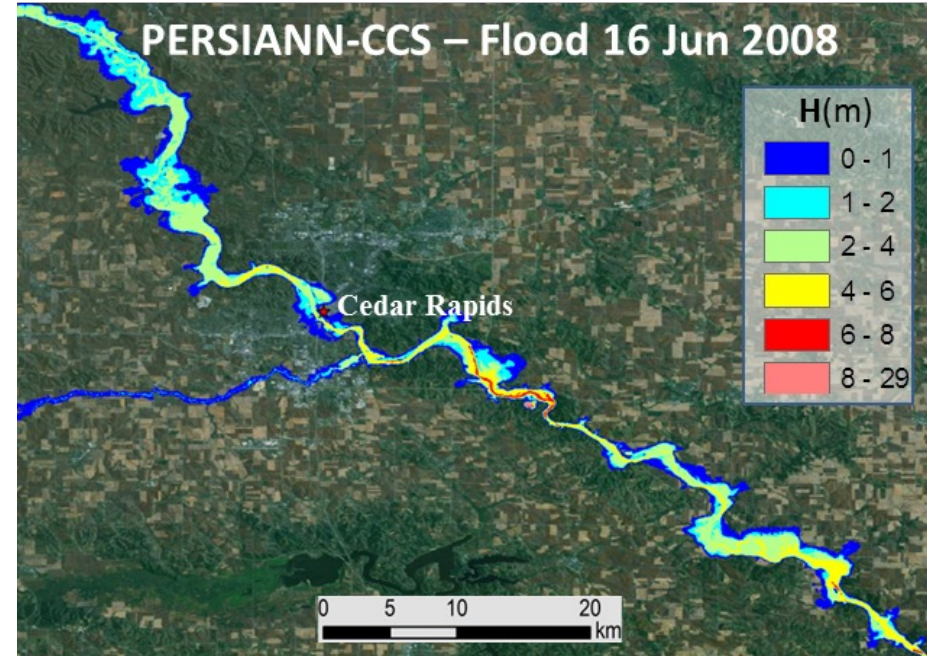 PERSIANN-CCS – Flood 16 Jun 2008
H(m)
0 - 1
1 - 2
2 - 4
4 - 6
6 - 8
8 - 29
Cedar Rapids
0 5 10 20
km